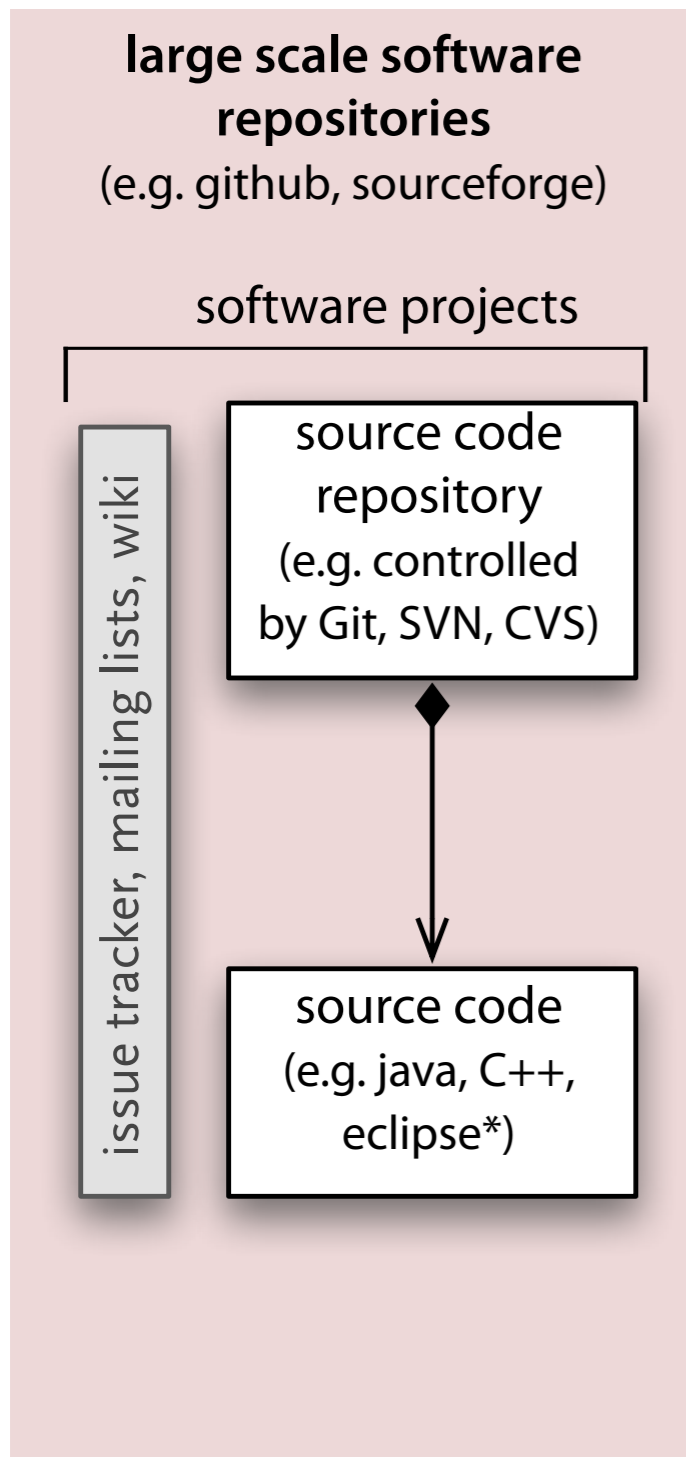 large scale software
repositories
(e.g. github, sourceforge)
software projects
issue tracker, mailing lists, wiki
source code
repository
(e.g. controlled
by Git, SVN, CVS)
source code
(e.g. java, C++,
eclipse*)